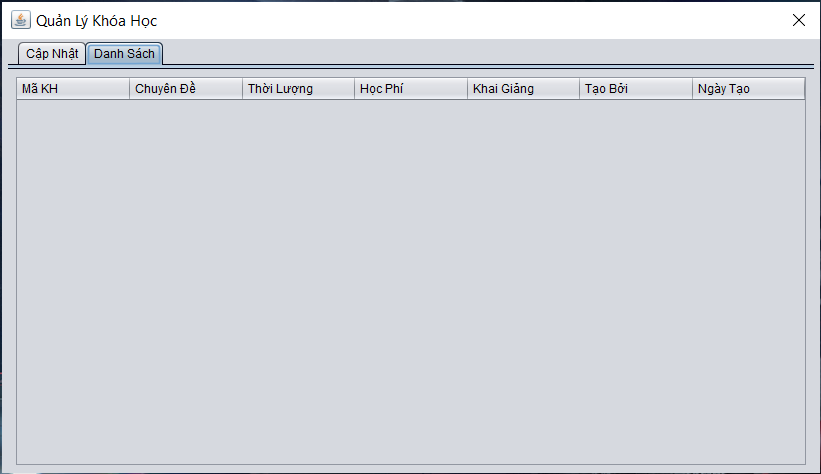 Quản Lý Khóa Học
Cập Nhật Danh Sách
Mã KH Chuyên Đề Thời Lượng Học Phí Khai Giảng Tạo Bởi Ngày Tạo